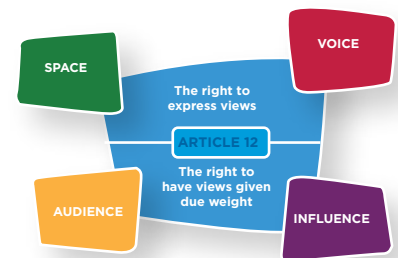 SPACE
VOICE
The right to
express views
ARTICLE 12
The right to
have views given
due weight
AUDIENCE
INFLUENCE